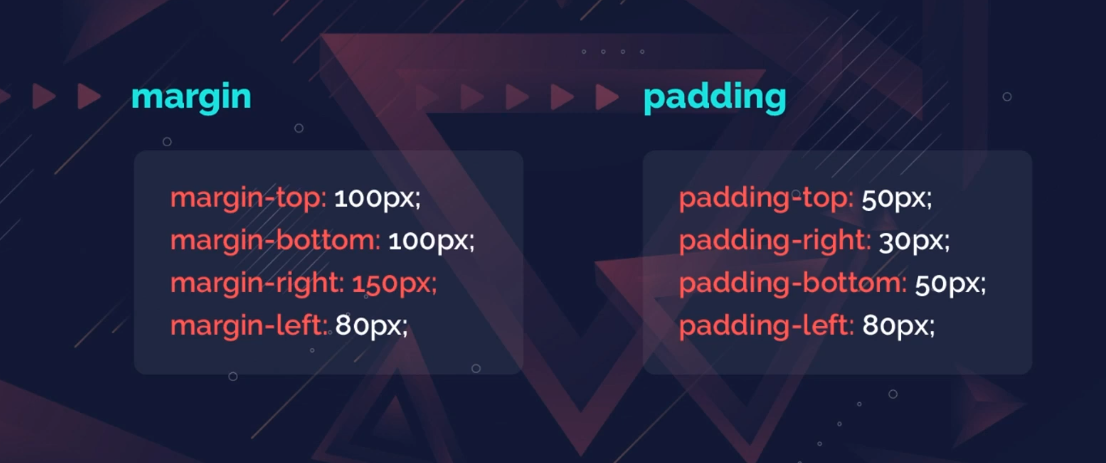 margin
margin-top: 100px;
margin-bottom: 100px;
margin-right: 150px;
margin-left: 80px;
padding
padding-top: 50px;
padding-right: 30px;
padding-bottom: 50px;
padding-left: 80px;